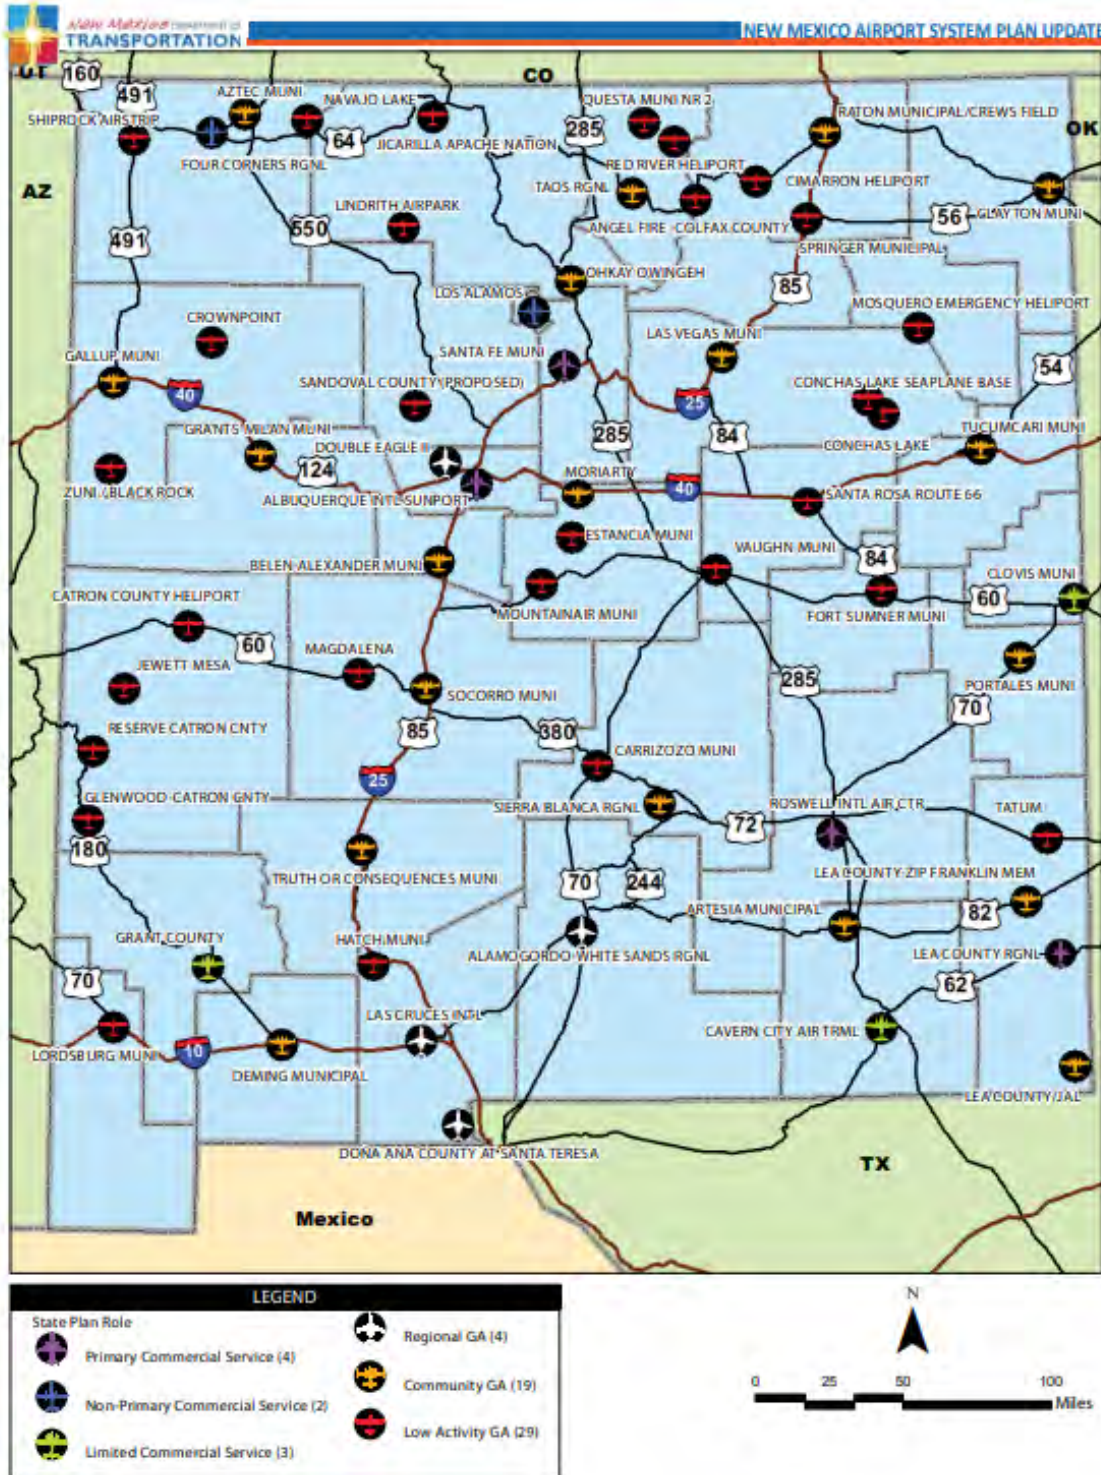 New Mexico DEPARTMENT OF
TRANSPORTATION
NEW MEXICO AIRPORT SYSTEM PLAN UPDATE
UT
160
CO
491
AZTEC MUNI
NAVAJO LAKE
QUESTA MUNI NR 2
RATON MUNICIPAL/CREWS FIELD
SHIPROCK AIRSTRIP
285
OK
64
JICARILLA APACHE NATION
FOUR CORNERS RGNL
RED RIVER HELIPORT
AZ
TAOS RGNL
CIMARRON HELIPORT
LINDRITH AIRPARK
56
GLAYTON MUNI
550
ANGEL FIRE -COLFAX COUNTY
491
SPRINGER MUNICIPAL
OHKAY OWINGEH
85
LOS ALAMOS
MOSQUERO EMERGENCY HELIPORT
CROWNPOINT
LAS VEGAS MUNI
GALLUP MUNI
SANTA FE MUNI
54
SANDOVAL COUNTY(PROPOSED)
CONCHAS LAKE SEAPLANE BASE
40
25
GRANTS-MILAN MUNI
285
84
TUCUMCARI MUNI
DOUBLE EAGLE II
CONCHAS LAKE
124
MORIARTY
ZUNI (BLACK ROCK
40
ALBUQUERQUE INTL SUNPORT
SANTA ROSA ROUTE 66
ESTANCIA MUNI
VAUGHN MUNI
84
BELEN-ALEXANDER MUNI
CLOVIS MUNI
CATRON COUNTY HELIPORT
60
MOUNTAINAIR MUNI
FORT SUMNER MUNI
60
MAGDALENA
JEWETT MESA
285
PORTALES MUNI
SOCORRO MUNI
70
RESERVE CATRON CNTY
85
380
CARRIZOZO MUNI
25
GLENWOOD-CATRON CNTY
SIERRA BLANCA RGNL
ROSWELL INTL AIR CTR
TATUM
72
180
TRUTH OR CONSEQUENCES MUNI
70
244
LEA COUNTY-ZIP FRANKLIN MEM
ARTESIA MUNICIPAL
82
GRANT COUNTY
HATCH MUNI
ALAMOGORDO-WHITE SANDS RGNL
LEA COUNTY RGNL
70
62
LAS CRUCES INTL
CAVERN CITY AIR TRML
LORDSBURG MUNI
10
DEMING MUNICIPAL
LEA COUNTY/JAL
DONA ANA COUNTY AT SANTA TERESA
TX
Mexico
LEGEND
State Plan Role
Primary Commercial Service (4)
Non-Primary Commercial Service (2)
Limited Commercial Service (3)
Regional GA (4)
Community GA (19)
Low Activity GA (29)
N
0 25 50 100
Miles